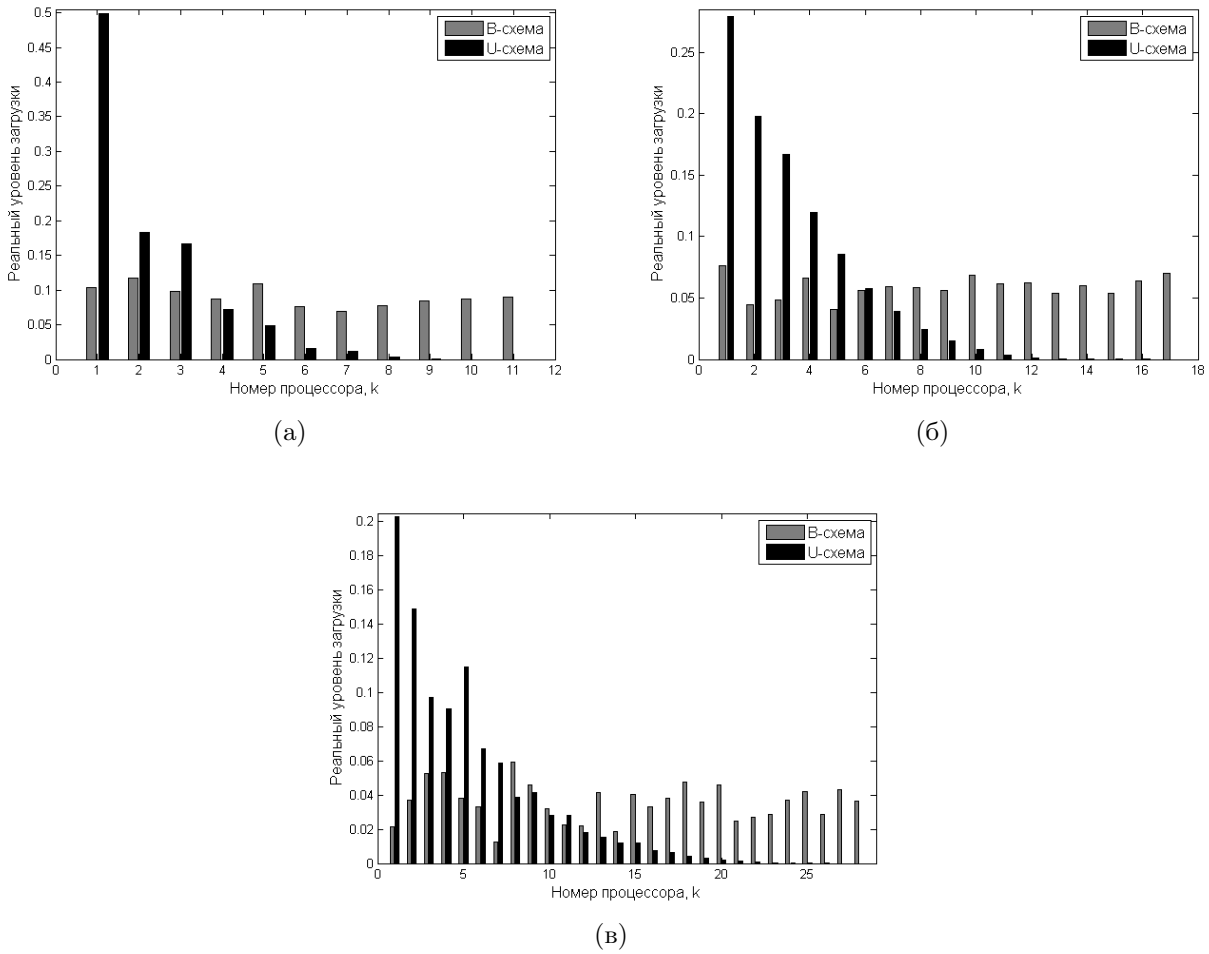 0.5
0.45
0.4
0.35
0.3
0.25
0.2
0.15
0.1
0.05
0
Реальный уровень загрузки
B-схема
U-схема
0 1 2 3 4 5 6 7 8 9 10 11 12
Номер процессора, k
(а)
0.25
0.2
0.15
0.1
0.05
0
Реальный уровень загрузки
B-схема
U-схема
0 2 4 6 8 10 12 14 16 18
Номер процессора, k
(б)
0.2
0.18
0.16
0.14
0.12
0.1
0.08
0.06
0.04
0.02
0
Реальный уровень загрузки
B-схема
U-схема
0 5 10 15 20 25
Номер процессора, k
(в)